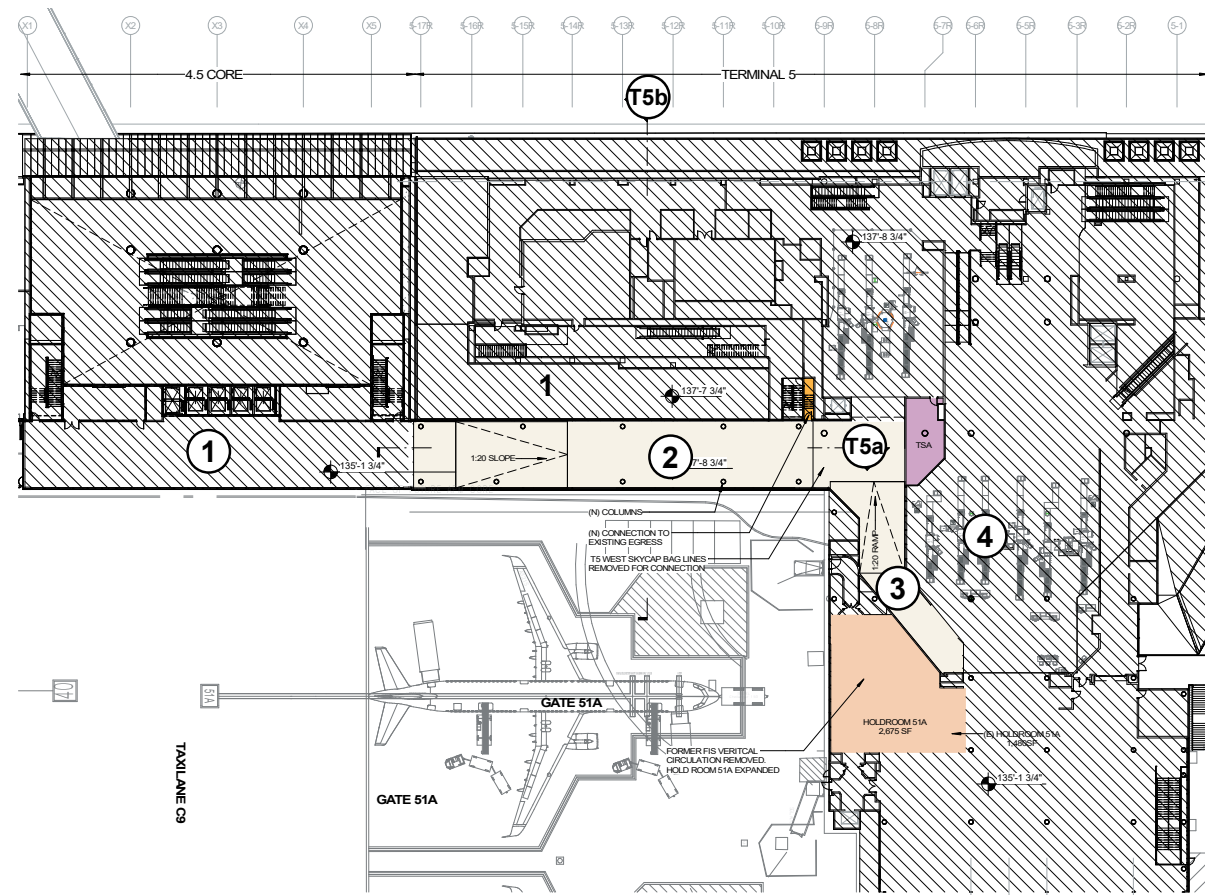 X1 X2 X3 X4 X5 5-17R 5-16R 5-15R 5-14R 5-13R 5-12R 5-11R 5-10R 5-9R 5-8R 5-7R 5-6R 5-5R 5-3R 5-2R 5-1
4.5 CORE
TERMINAL 5
T5b
137'-8 3/4"
1
137'-7 3/4"
1
135'-1 3/4"
1:20 SLOPE
2
7'-8 3/4"
T5a
TSA
(N) COLUMNS
(N) CONNECTION TO
EXISTING EGRESS
T5 WEST SKYCAP BAG LINES
REMOVED FOR CONNECTION
1:20 RAMP
4
3
40
51A
GATE 51A
HOLDROOM 51A
2,675 SF
(E) HOLDROOM 51A
FORMER FIS VERITCAL
CIRCULATION REMOVED.
HOLD ROOM 51A EXPANDED
135'-1 3/4"
TAXILANE C9
GATE 51A